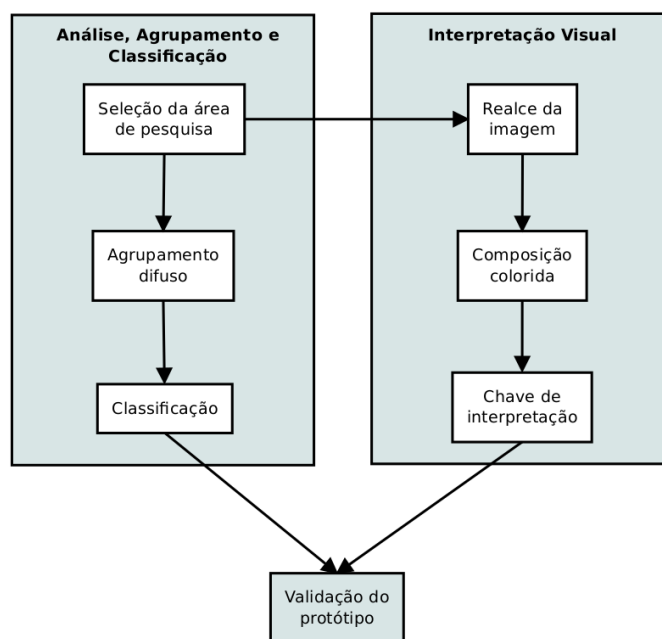 Análise, Agrupamento e
Classificação
Seleção da área
de pesquisa
Agrupamento
difuso
Classificação
Interpretação Visual
Realce da
imagem
Composição
colorida
Chave de
interpretação
Validação do
protótipo